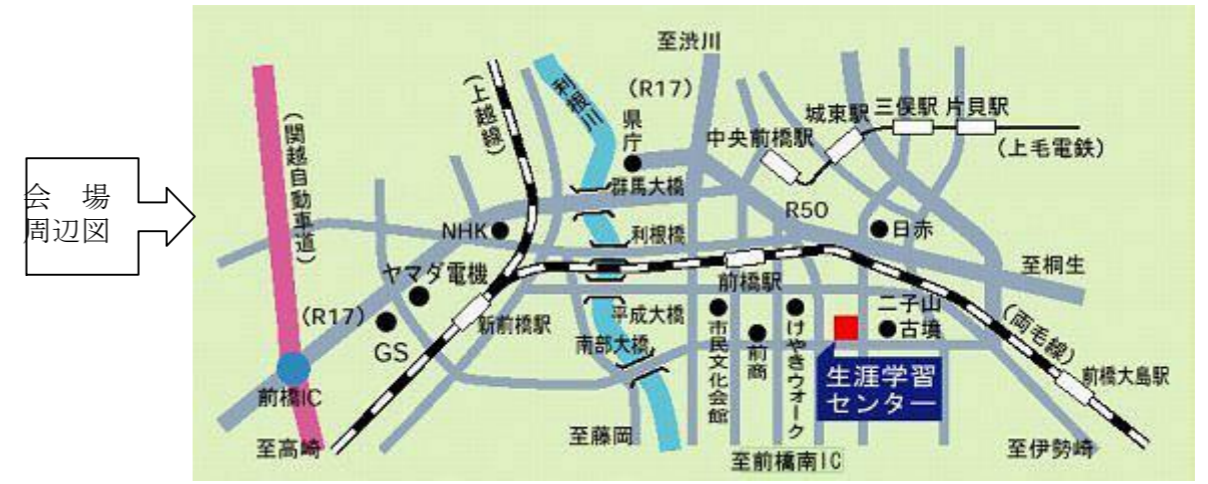 会　場
周辺図
至渋川
(R17)
利根川
(上越線)
(関越自動車道)
県庁
群馬大橋
中央前橋駅
城東駅
三俣駅
片貝駅
(上毛電鉄)
R50
NHK
利根橋
日赤
至桐生
ヤマダ電機
前橋駅
二子山
古墳
(R17)
新前橋駅
平成大橋
南部大橋
GS
市民文化会館
前商
けやきウォーク
生涯学習
センター
(両毛線)
前橋大島駅
前橋IC
至高崎
至藤岡
至前橋南IC
至伊勢崎